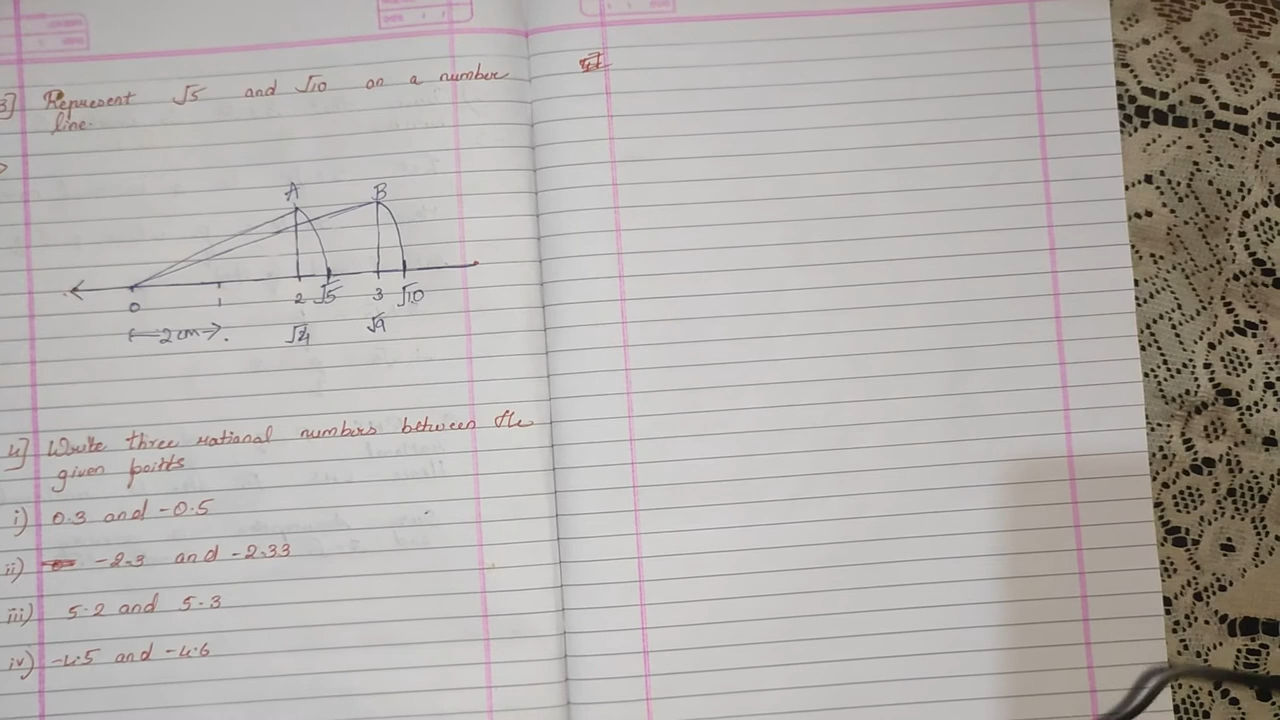 3] Represent √5 and √10 on a number
line.
A B
0 1 2 √5 3 √10
2cm √4 √9
4] Write three rational numbers between the
given points
i) 0.3 and -0.5
ii) -2.3 and -2.33
iii) 5.2 and 5.3
iv) -4.5 and -4.6